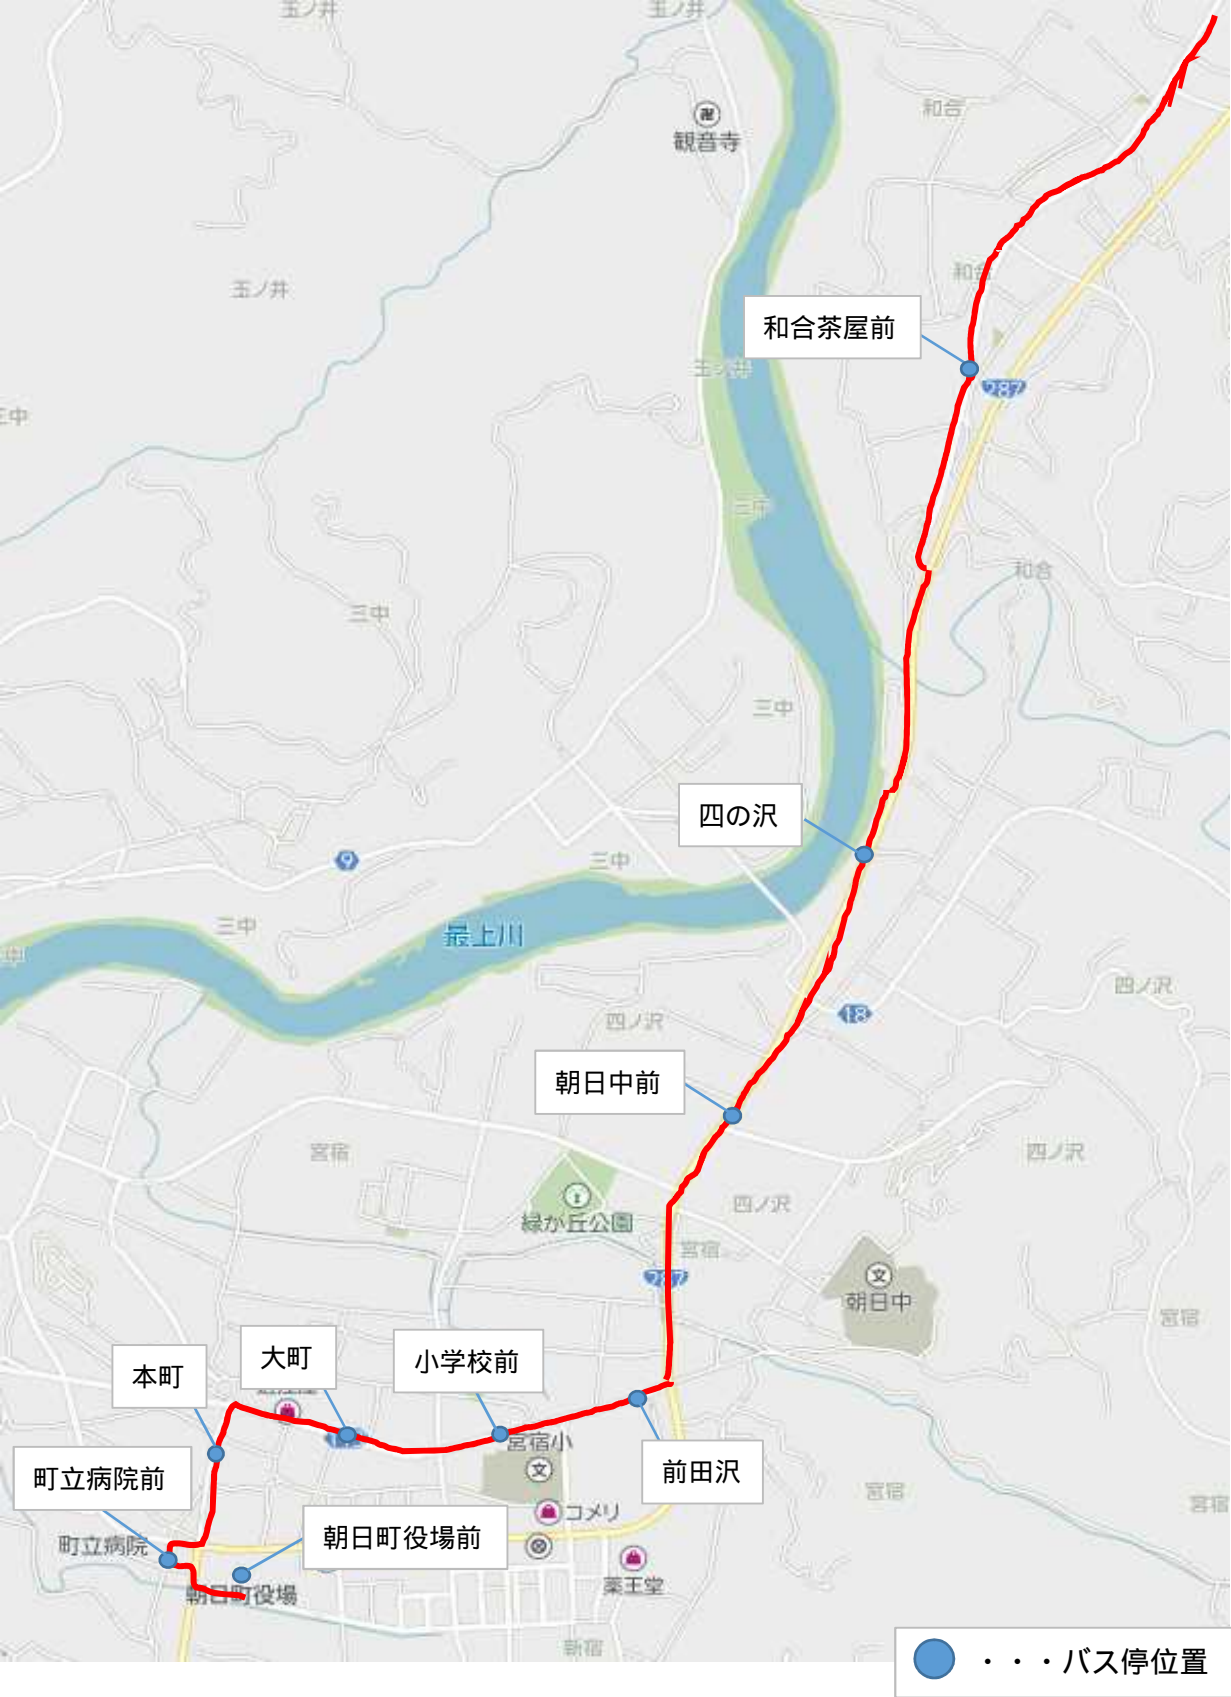 玉ノ井
玉ノ井
観音寺
和合
玉ノ井
和合
和合茶屋前
287
玉ノ井
三中
三中
和合
三中
三中
四の沢
9
三中
三中
最上川
四ノ沢
18
四ノ沢
朝日中前
宮宿
四ノ沢
緑が丘公園
四ノ沢
宮宿
287
朝日中
宮宿
大町
小学校前
本町
宮宿小
前田沢
町立病院前
コメリ
宮宿
宮宿
朝日町役場前
町立病院
薬王堂
朝日町役場
新宿
・・・バス停位置